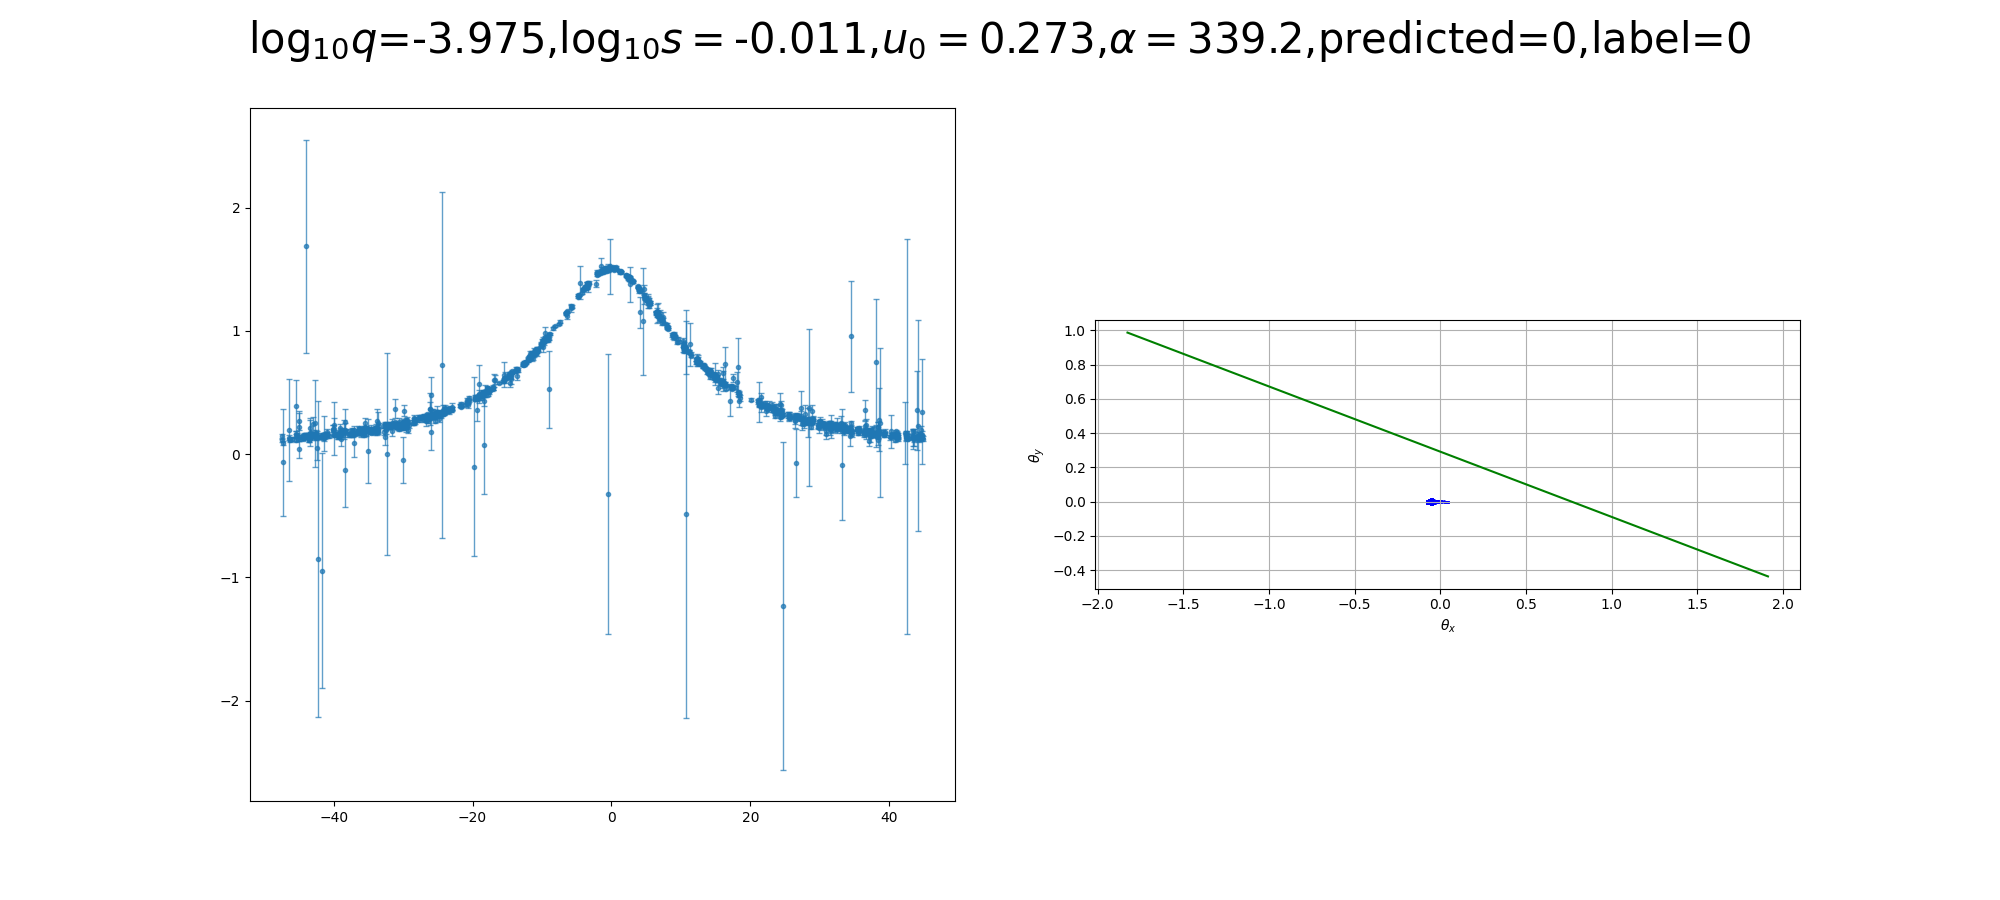 log₁₀q=-3.975,log₁₀s = -0.011,u₀ = 0.273,α = 339.2,predicted=0,label=0
2
1
0
−1
−2
−40 −20 0 20 40
1.0
0.8
0.6
0.4
0.2
0.0
−0.2
−0.4
θy
−2.0 −1.5 −1.0 −0.5 0.0 0.5 1.0 1.5 2.0
θx